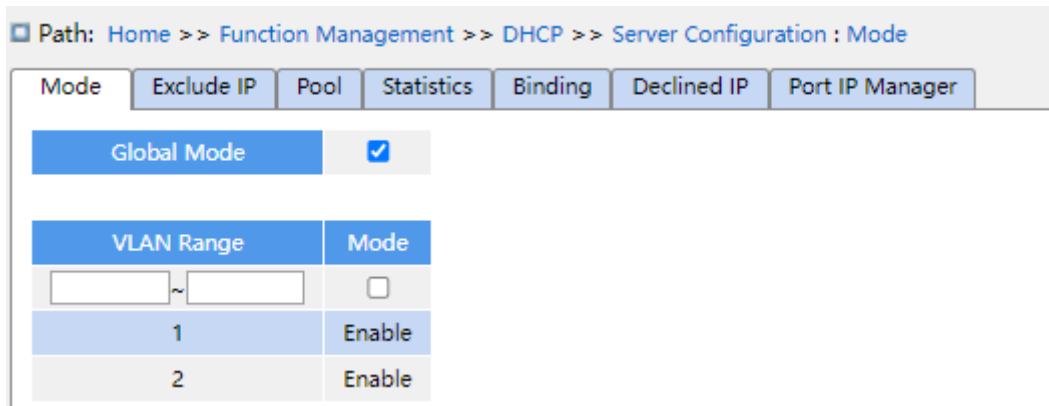 Path: Home >> Function Management >> DHCP >> Server Configuration : Mode
Mode Exclude IP Pool Statistics Binding Declined IP Port IP Manager
Global Mode
VLAN Range Mode
~
1 Enable
2 Enable